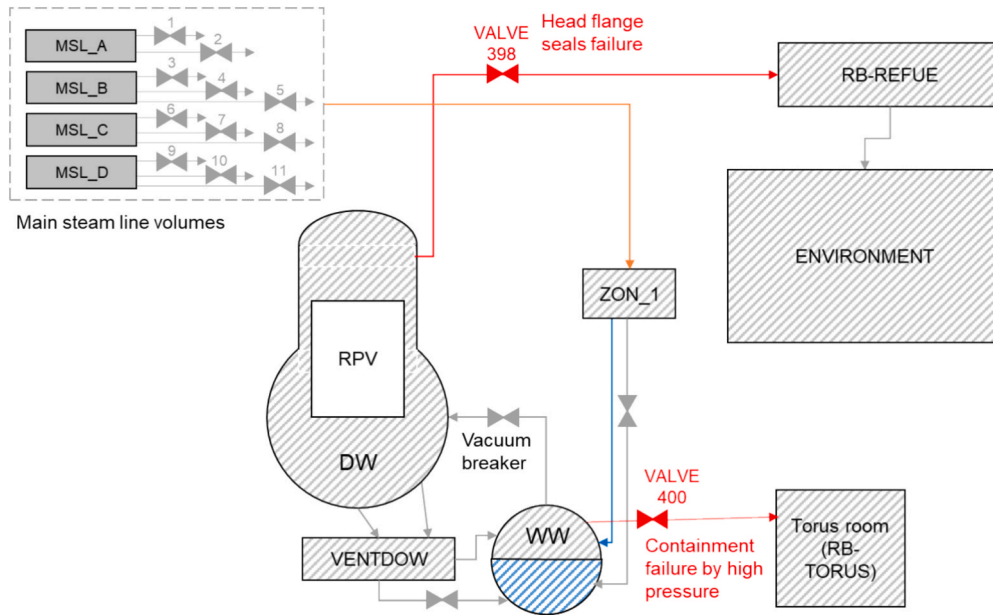 1
MSL_A
2
3
MSL_B
4
5
6
MSL_C
7
8
9
MSL_D
10
11
Main steam line volumes
VALVE
398
Head flange
seals failure
RB-REFUE
ENVIRONMENT
ZON_1
RPV
DW
Vacuum
breaker
VENTDOW
WW
VALVE
400
Containment
failure by high
pressure
Torus room
(RB-
TORUS)